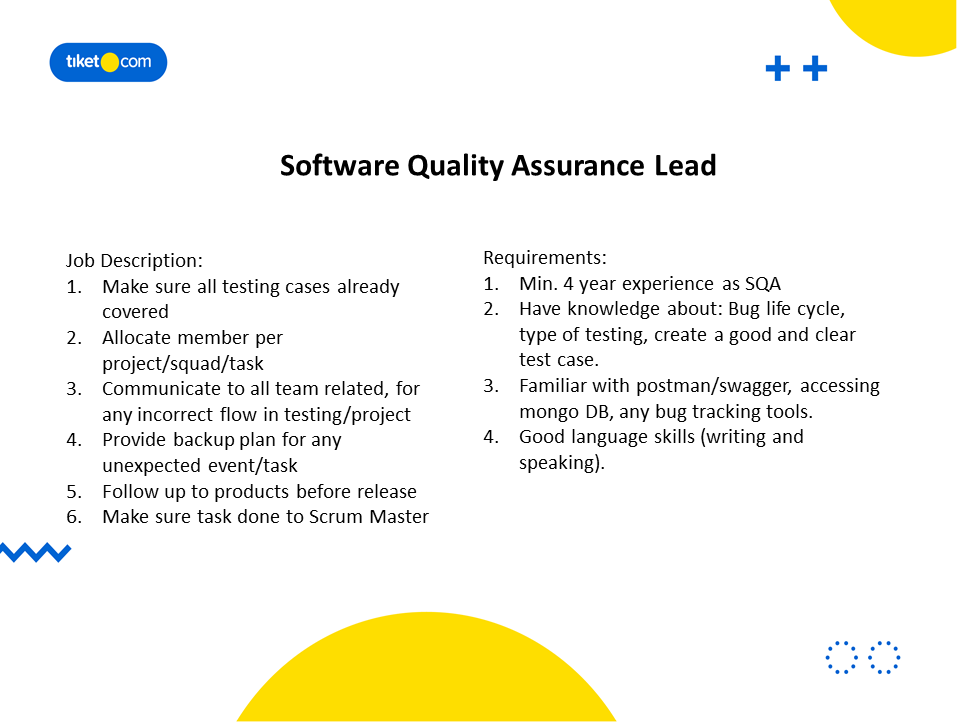 tiket.com
Software Quality Assurance Lead
Job Description:
1. Make sure all testing cases already
covered
2. Allocate member per
project/squad/task
3. Communicate to all team related, for
any incorrect flow in testing/project
4. Provide backup plan for any
unexpected event/task
5. Follow up to products before release
6. Make sure task done to Scrum Master
Requirements:
1. Min. 4 year experience as SQA
2. Have knowledge about: Bug life cycle,
type of testing, create a good and clear
test case.
3. Familiar with postman/swagger, accessing
mongo DB, any bug tracking tools.
4. Good language skills (writing and
speaking).